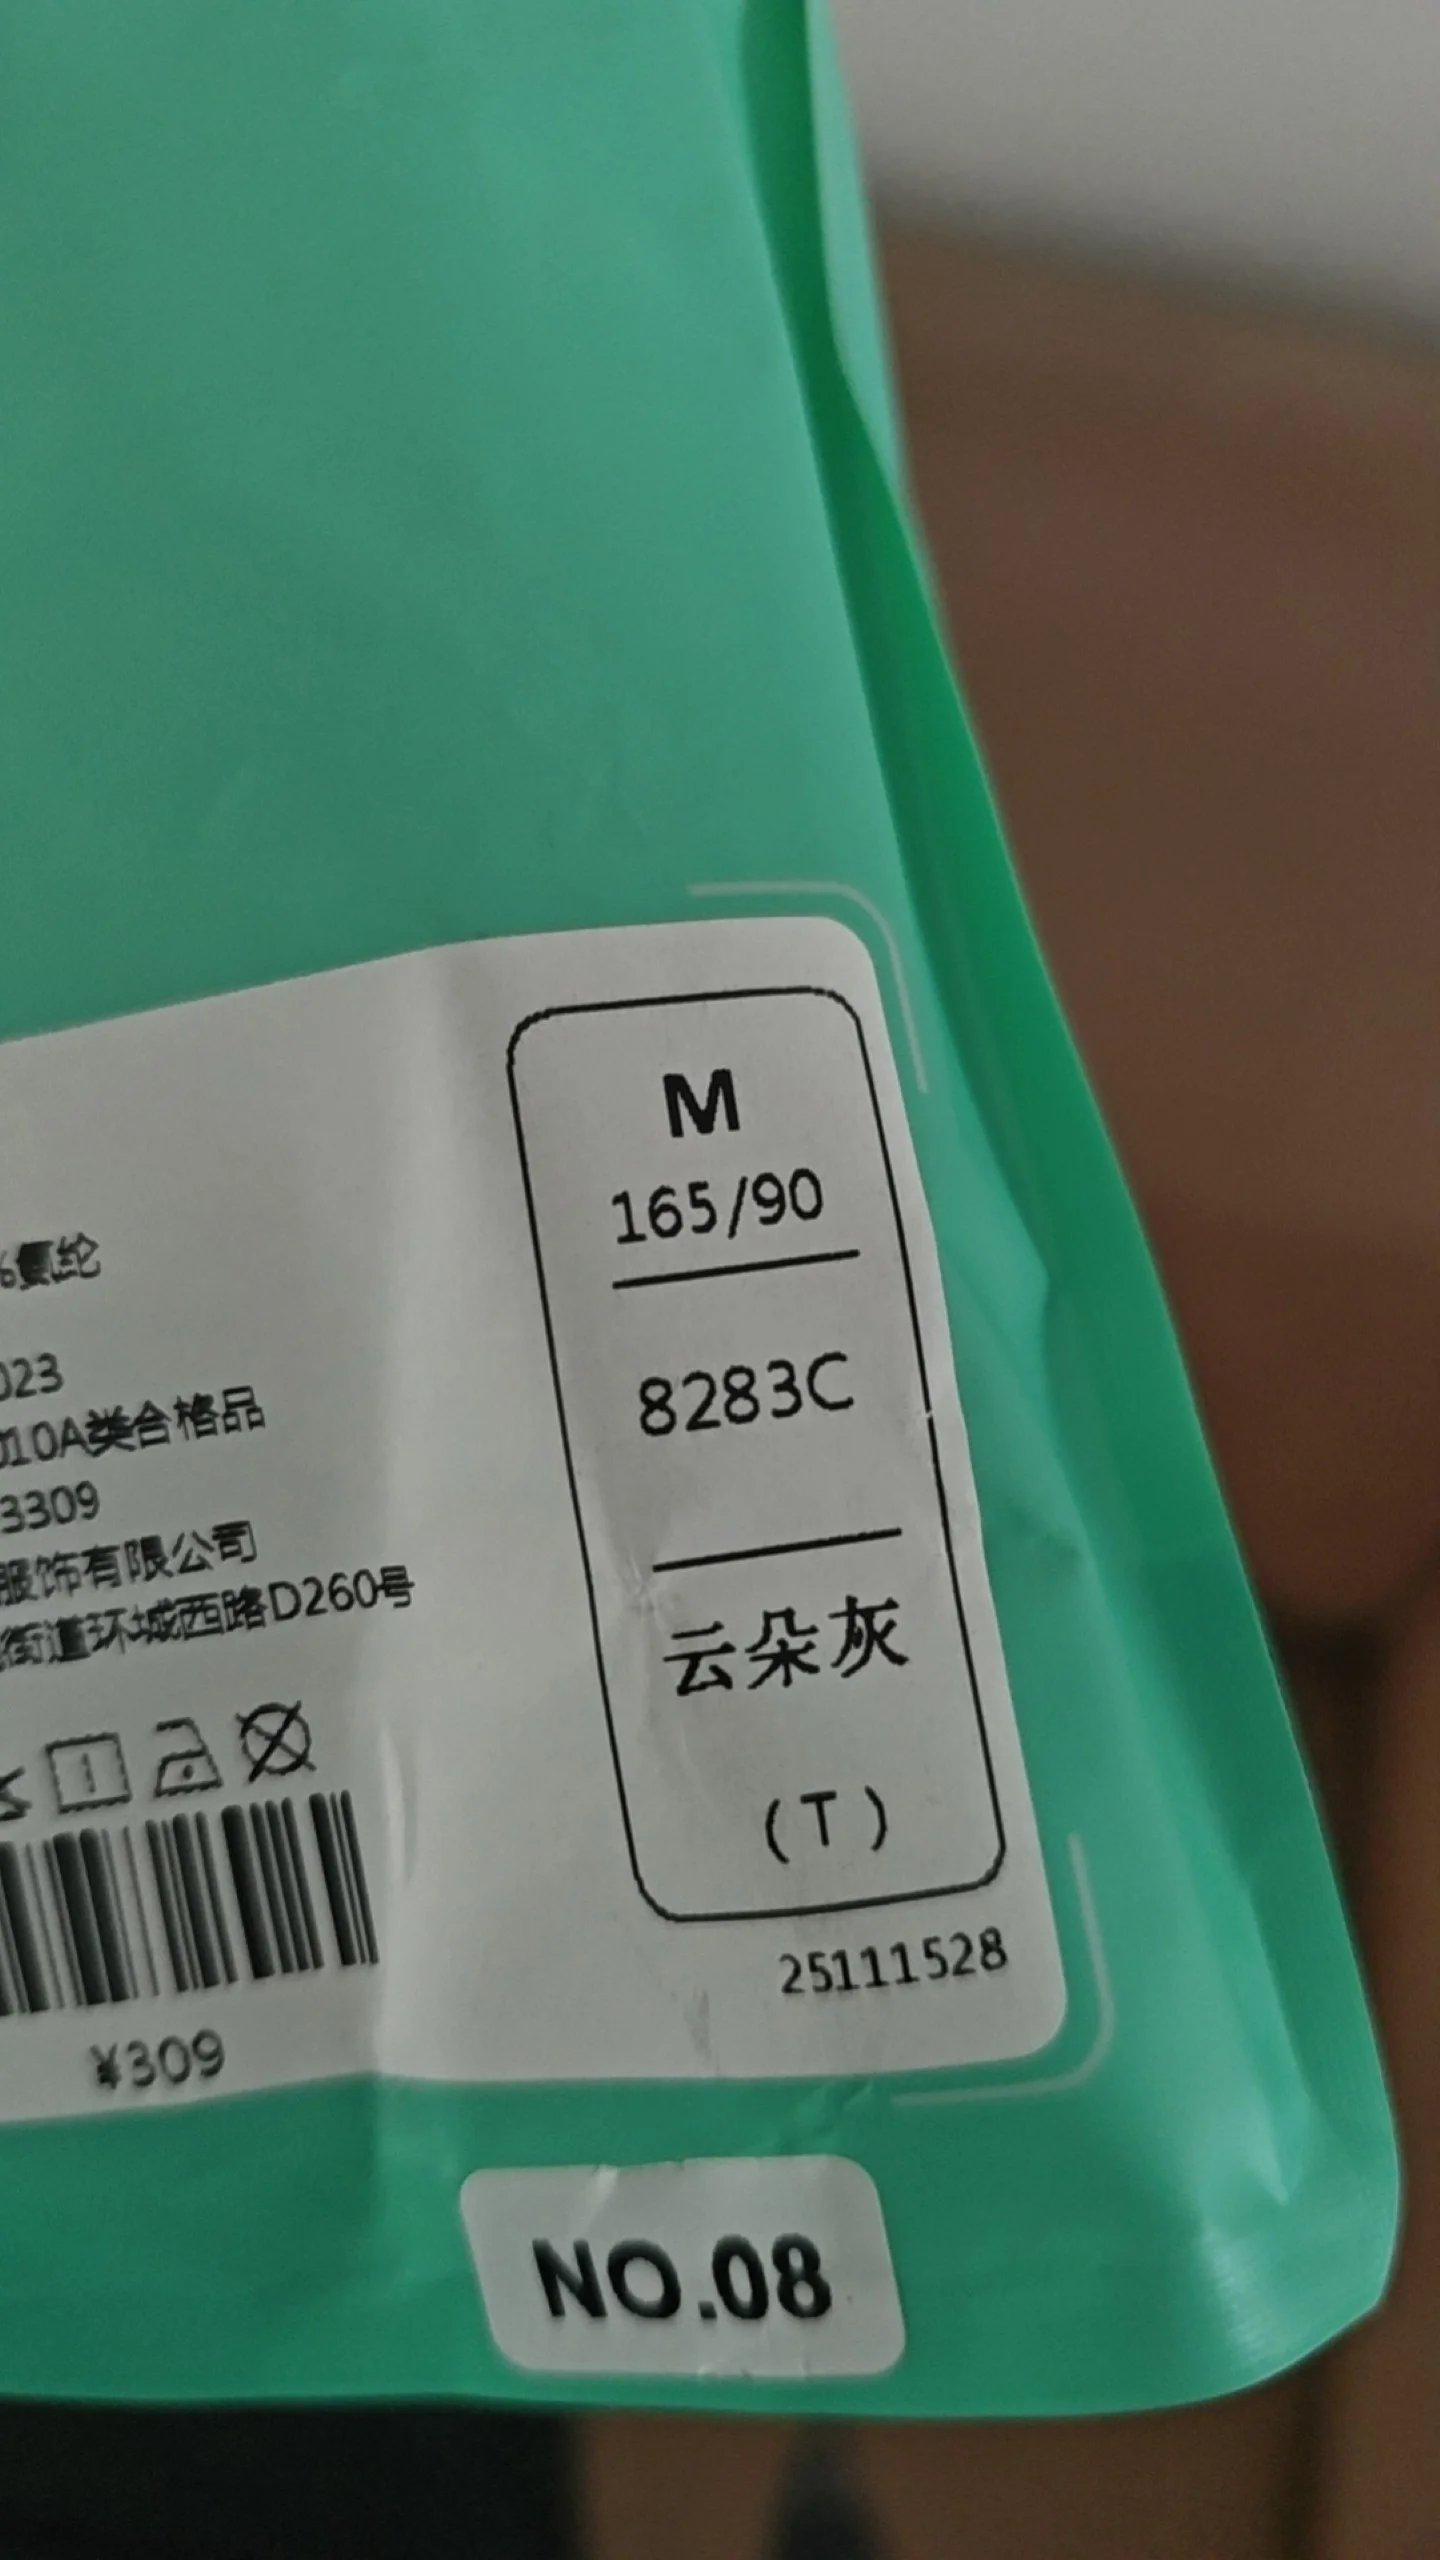 %氨纶
023
010A类合格品
3309
服饰有限公司
街道环城西路D260号
¥309
M
165/90
8283C
云朵灰
(T)
25111528
NO.08